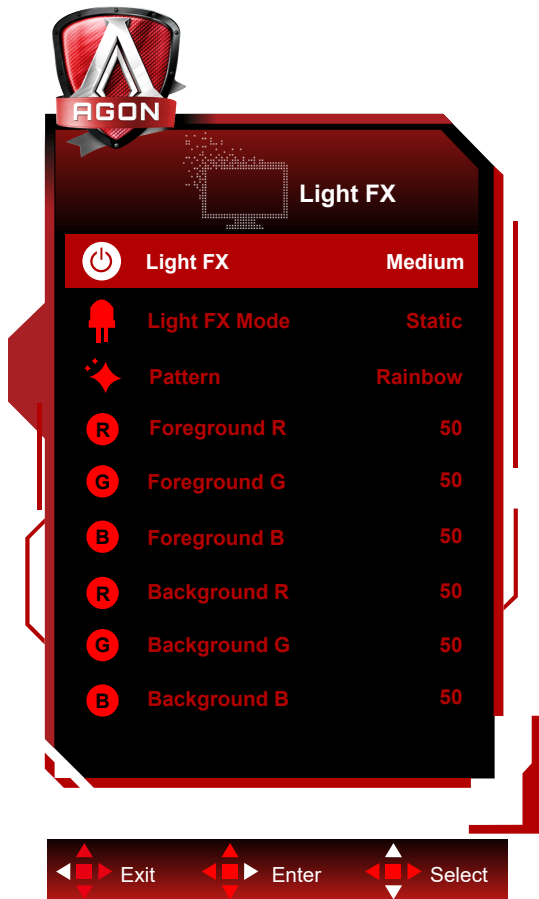 AGON
Light FX
Light FX Medium
Light FX Mode Static
Pattern Rainbow
R Foreground R 50
G Foreground G 50
B Foreground B 50
R Background R 50
G Background G 50
B Background B 50
Exit Enter Select